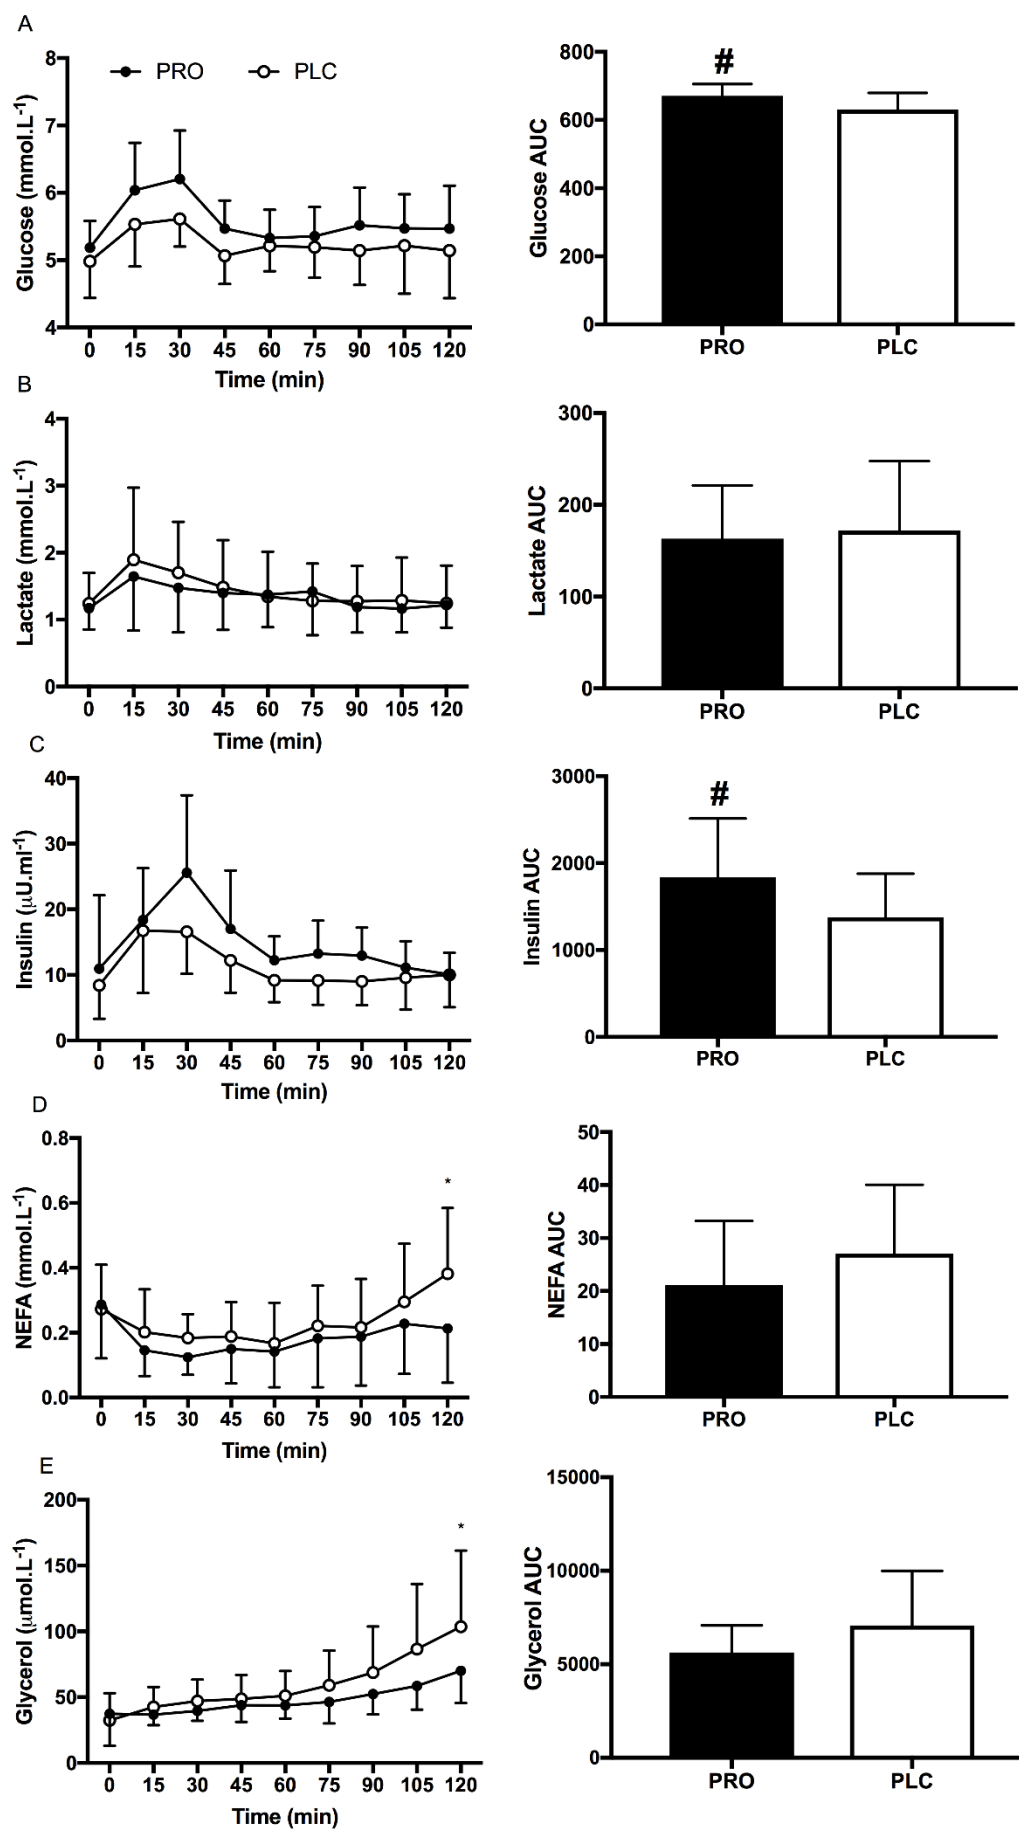 A
PRO
PLC
8
7
6
5
4
Glucose (mmol.L-1)
0 15 30 45 60 75 90 105 120
Time (min)
800
600
400
200
0
Glucose AUC
#
PRO PLC
B
4
3
2
1
0
Lactate (mmol.L-1)
0 15 30 45 60 75 90 105 120
Time (min)
300
200
100
0
Lactate AUC
PRO PLC
C
40
30
20
10
0
Insulin (μU.ml-1)
0 15 30 45 60 75 90 105 120
Time (min)
3000
2000
1000
0
Insulin AUC
#
PRO PLC
D
0.8
0.6
0.4
0.2
0.0
NEFA (mmol.L-1)
*
0 15 30 45 60 75 90 105 120
Time (min)
50
40
30
20
10
0
NEFA AUC
PRO PLC
E
200
150
100
50
0
Glycerol (μmol.L-1)
*
0 15 30 45 60 75 90 105 120
Time (min)
15000
10000
5000
0
Glycerol AUC
PRO PLC